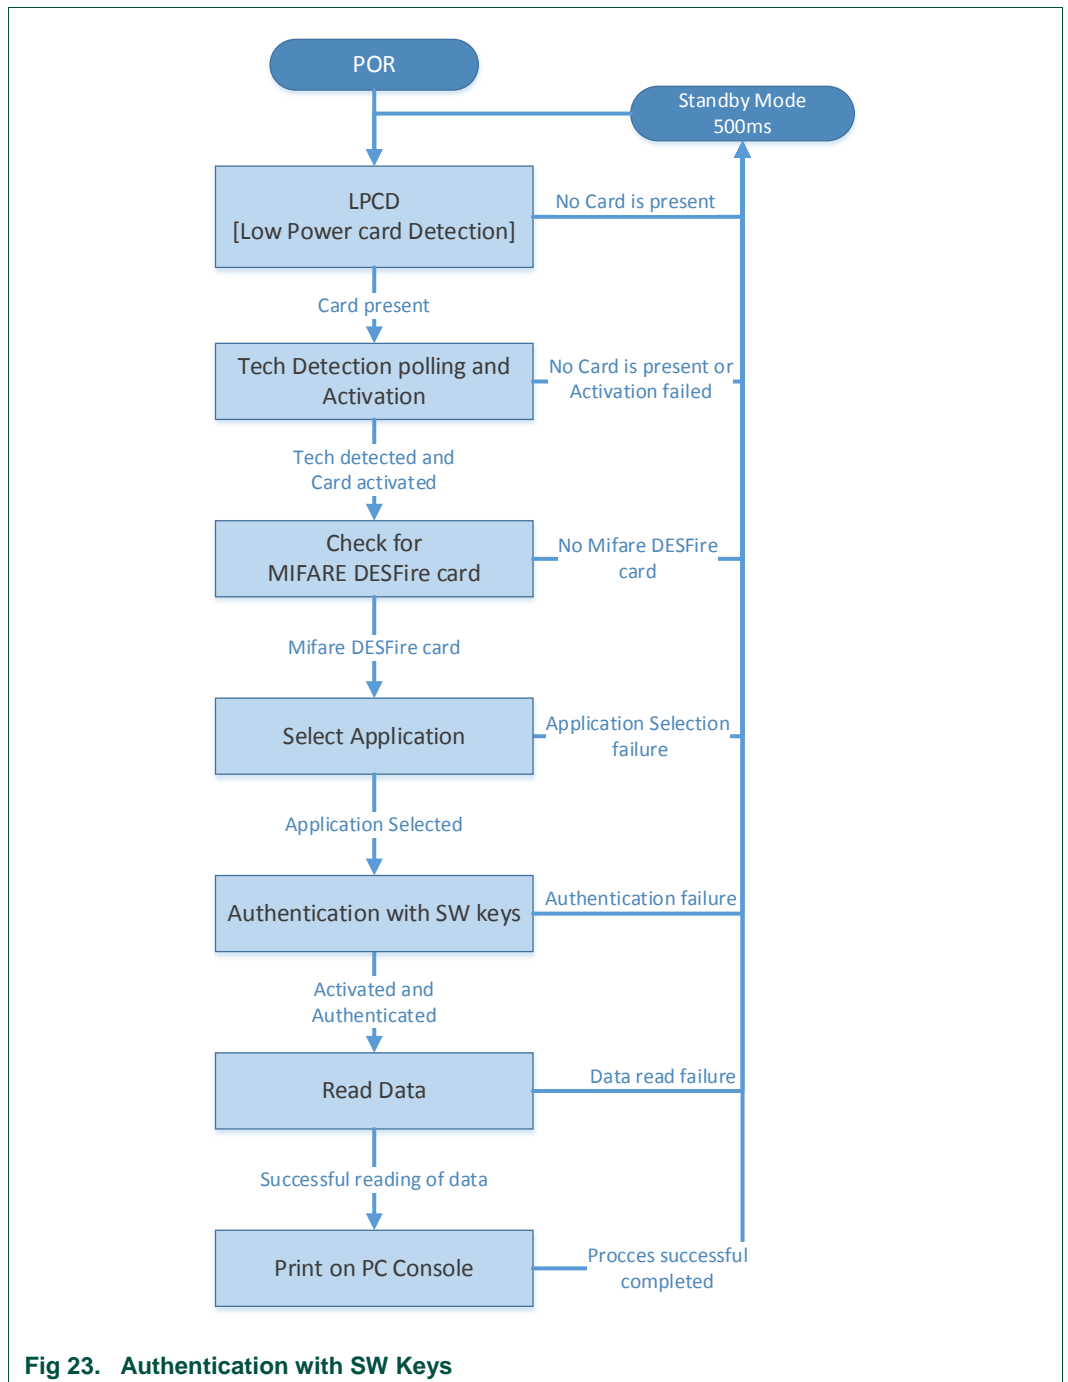 POR
Standby Mode
500ms
LPCD
[Low Power card Detection]
No Card is present
Card present
Tech Detection polling and
Activation
No Card is present or
Activation failed
Tech detected and
Card activated
Check for
MIFARE DESFire card
No Mifare DESFire
card
Mifare DESFire card
Select Application
Application Selection
failure
Application Selected
Authentication with SW keys
Authentication failure
Activated and
Authenticated
Read Data
Data read failure
Successful reading of data
Print on PC Console
Procces successful
completed
Fig 23. Authentication with SW Keys